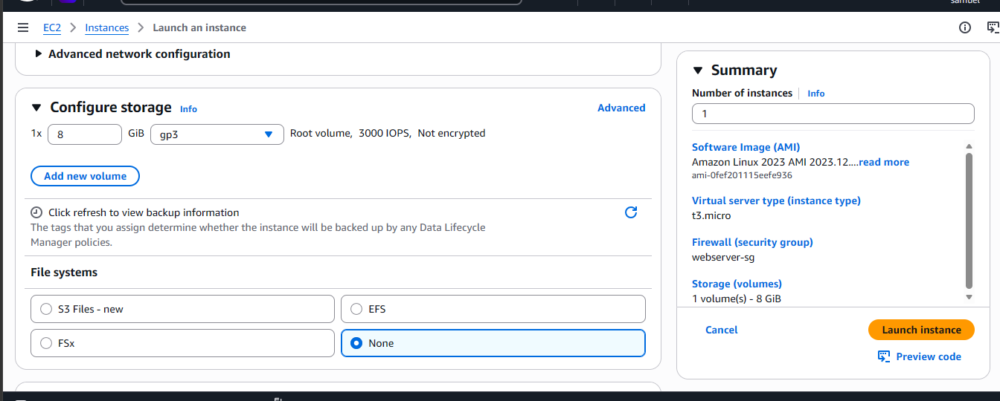 samuel
EC2 > Instances > Launch an instance
Advanced network configuration
Configure storage Info Advanced
1x 8 GiB gp3 Root volume, 3000 IOPS, Not encrypted
Add new volume
Click refresh to view backup information
The tags that you assign determine whether the instance will be backed up by any Data Lifecycle
Manager policies.
File systems
S3 Files - new
EFS
FSx
None
Summary
Number of instances Info
1
Software Image (AMI)
Amazon Linux 2023 AMI 2023.12....read more
ami-0fef201115eefe936
Virtual server type (instance type)
t3.micro
Firewall (security group)
webserver-sg
Storage (volumes)
1 volume(s) - 8 GiB
Cancel
Launch instance
Preview code